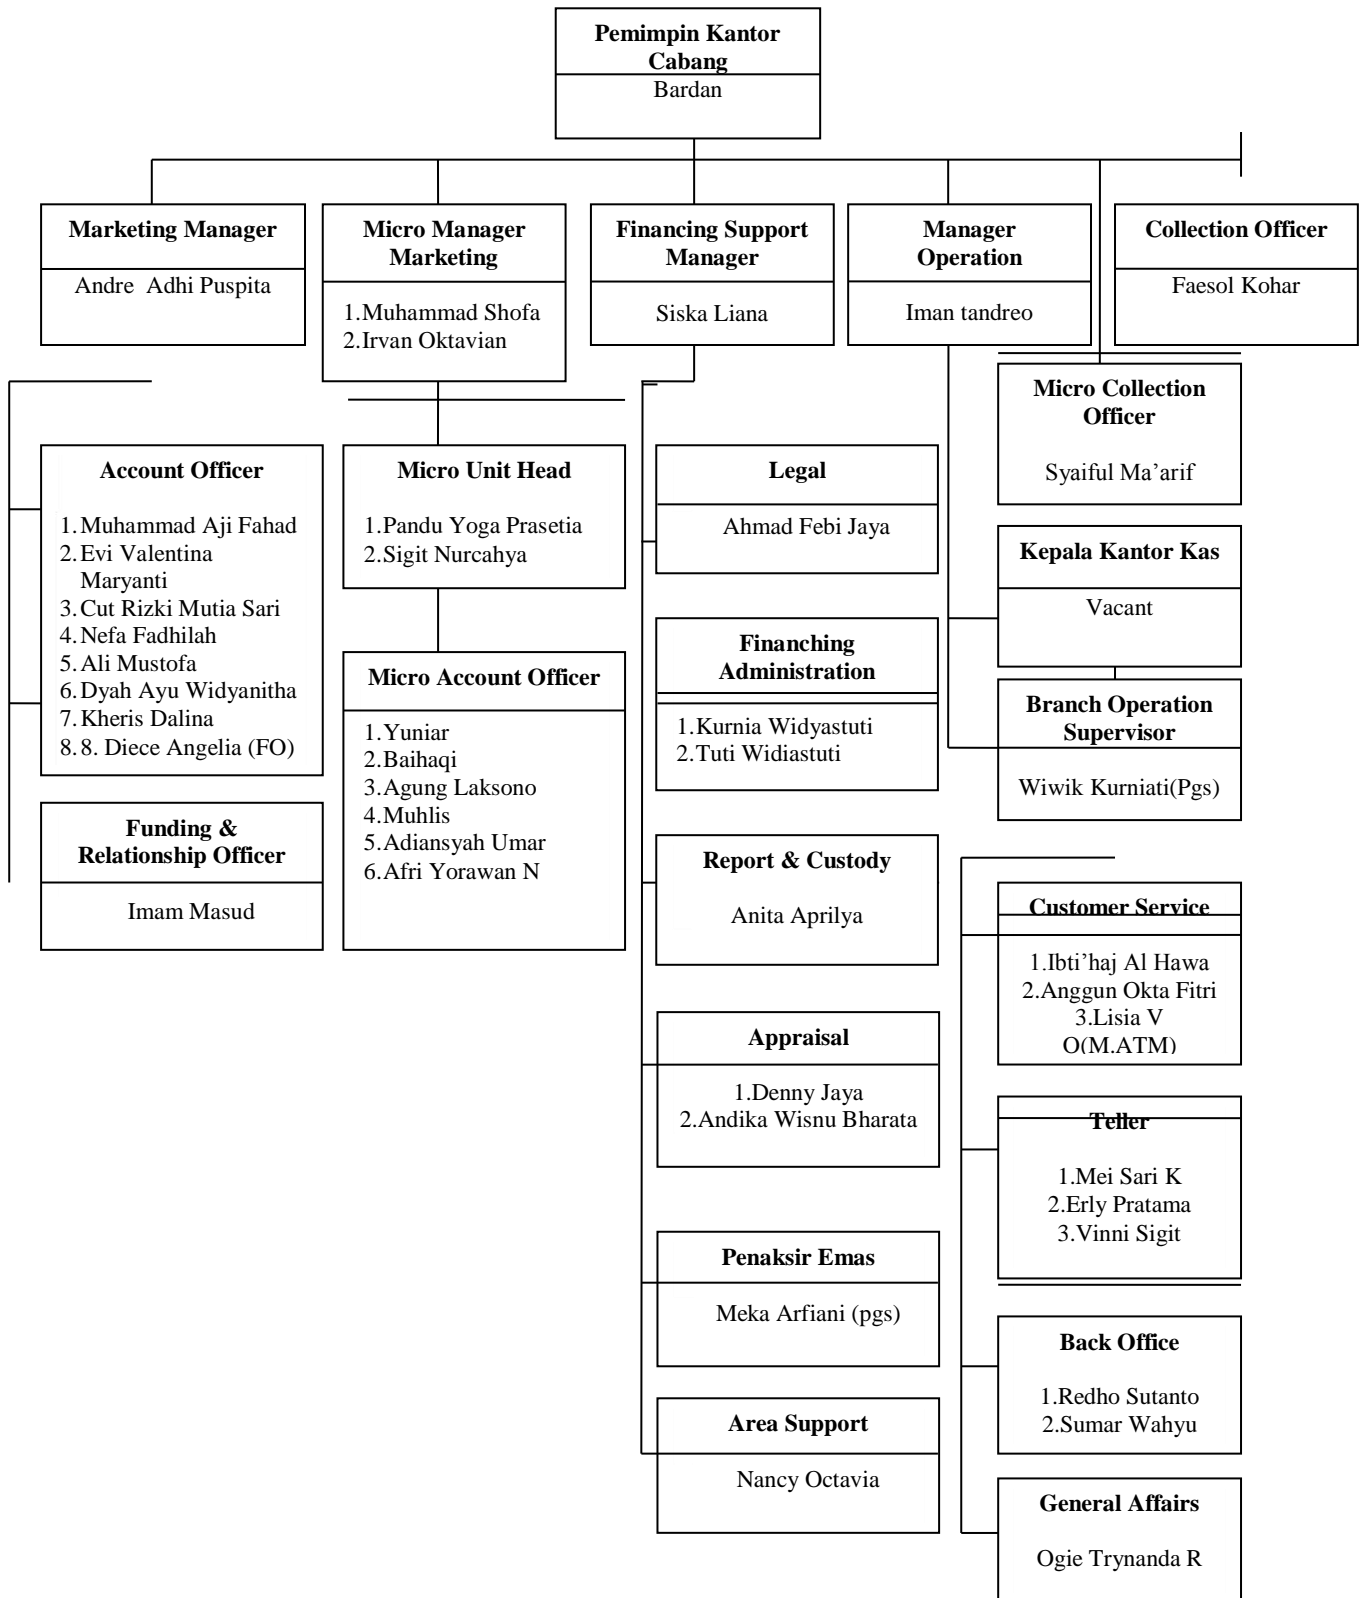 Pemimpin Kantor
Cabang
Bardan
Marketing Manager
Andre  Adhi Puspita
Micro Manager
Marketing
1.Muhammad Shofa
2.Irvan Oktavian
Financing Support
Manager
Siska Liana
Manager
Operation
Iman tandreo
Collection Officer
Faesol Kohar
Micro Collection
Officer
Syaiful Ma’arif
Account Officer
1. Muhammad Aji Fahad
2. Evi Valentina
Maryanti
3. Cut Rizki Mutia Sari
4. Nefa Fadhilah
5. Ali Mustofa
6. Dyah Ayu Widyanitha
7. Kheris Dalina
8. 8. Diece Angelia (FO)
Funding &
Relationship Officer
Imam Masud
Micro Unit Head
1.Pandu Yoga Prasetia
2.Sigit Nurcahya
Micro Account Officer
1.Yuniar
2.Baihaqi
3.Agung Laksono
4.Muhlis
5.Adiansyah Umar
6.Afri Yorawan N
Legal
Ahmad Febi Jaya
Finanching
Administration
1.Kurnia Widyastuti
2.Tuti Widiastuti
Report & Custody
Anita Aprilya
Appraisal
1.Denny Jaya
2.Andika Wisnu Bharata
Penaksir Emas
Meka Arfiani (pgs)
Area Support
Nancy Octavia
Kepala Kantor Kas
Vacant
Branch Operation
Supervisor
Wiwik Kurniati(Pgs)
Customer Service
1.Ibti’haj Al Hawa
2.Anggun Okta Fitri
3.Lisia V
O(M.ATM)
Teller
1.Mei Sari K
2.Erly Pratama
3.Vinni Sigit
Back Office
1.Redho Sutanto
2.Sumar Wahyu
General Affairs
Ogie Trynanda R